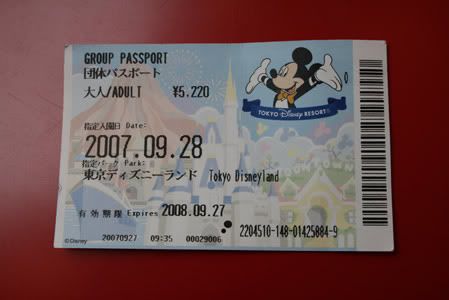 GROUP PASSPORT
団体パスポート
大人/ADULT ¥5,220
TOKYO Disney RESORT®
指定入園日 Date:
2007.09.28
指定パーク Park:
東京ディズニーランド Tokyo Disneyland
有効期限 Expires 2008.09.27
2204510-148-01425884-9
©Disney
20070927 09:35 00029006